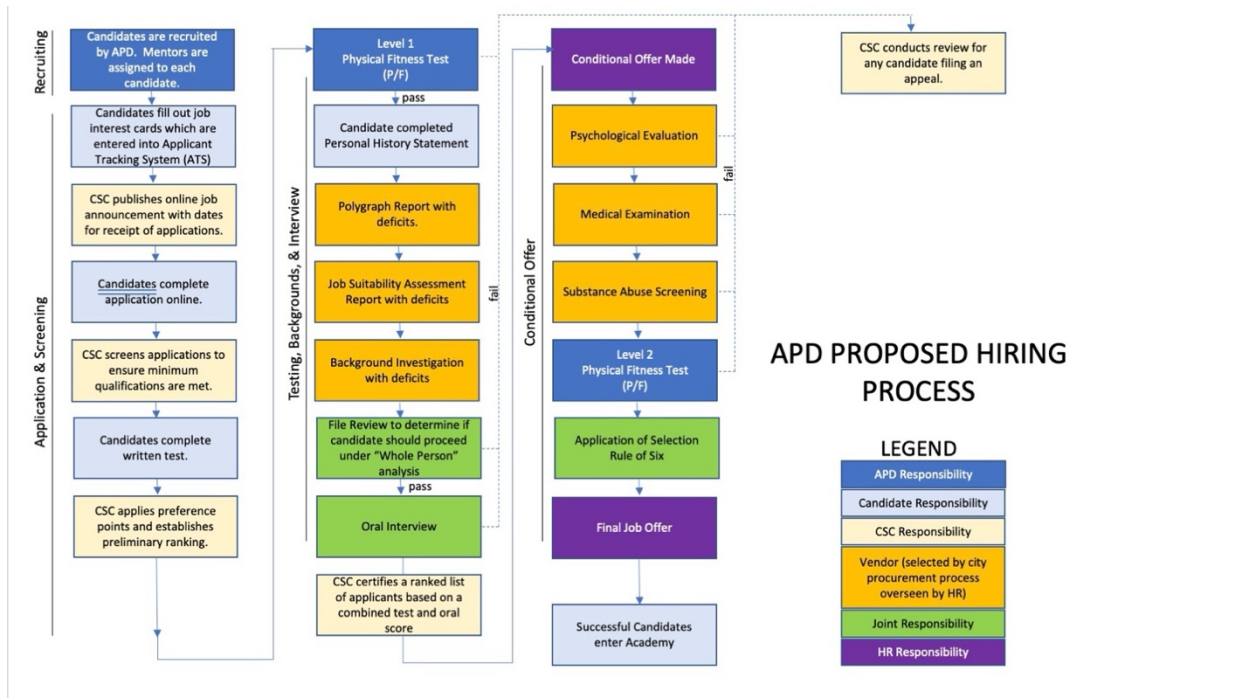 Recruiting
Candidates are recruited
by APD. Mentors are
assigned to each
candidate.
Application & Screening
Candidates fill out job
interest cards which are
entered into Applicant
Tracking System (ATS)
CSC publishes online job
announcement with dates
for receipt of applications.
Candidates complete
application online.
CSC screens applications to
ensure minimum
qualifications are met.
Candidates complete
written test.
CSC applies preference
points and establishes
preliminary ranking.
Testing, Backgrounds, & Interview
Level 1
Physical Fitness Test
(P/F)
pass
Candidate completed
Personal History Statement
Polygraph Report with
deficits.
Job Suitability Assessment
Report with deficits
Background Investigation
with deficits
File Review to determine if
candidate should proceed
under "Whole Person"
analysis
pass
Oral Interview
CSC certifies a ranked list
of applicants based on a
combined test and oral
score
fail
Conditional Offer
Conditional Offer Made
Psychological Evaluation
Medical Examination
Substance Abuse Screening
Level 2
Physical Fitness Test
(P/F)
Application of Selection
Rule of Six
Final Job Offer
Successful Candidates
enter Academy
fail
CSC conducts review for
any candidate filing an
appeal.
APD PROPOSED HIRING
PROCESS
LEGEND
APD Responsibility
Candidate Responsibility
CSC Responsibility
Vendor (selected by city
procurement process
overseen by HR)
Joint Responsibility
HR Responsibility